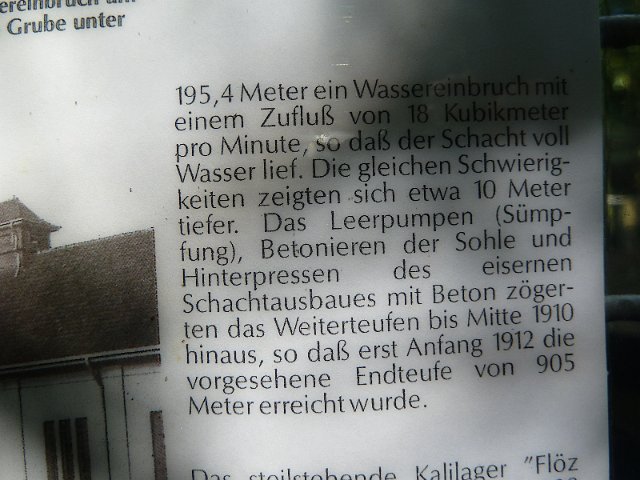 Wassereinbruch am
Grube unter
195,4 Meter ein Wassereinbruch mit
einem Zufluß von 18 Kubikmeter
pro Minute, so daß der Schacht voll
Wasser lief. Die gleichen Schwierig-
keiten zeigten sich etwa 10 Meter
tiefer. Das Leerpumpen (Sümp-
fung), Betonieren der Sohle und
Hinterpressen des eisernen
Schachtausbaues mit Beton zöger-
ten das Weiterteufen bis Mitte 1910
hinaus, so daß erst Anfang 1912 die
vorgesehene Endteufe von 905
Meter erreicht wurde.
Das steilstehende Kalilager "Flöz